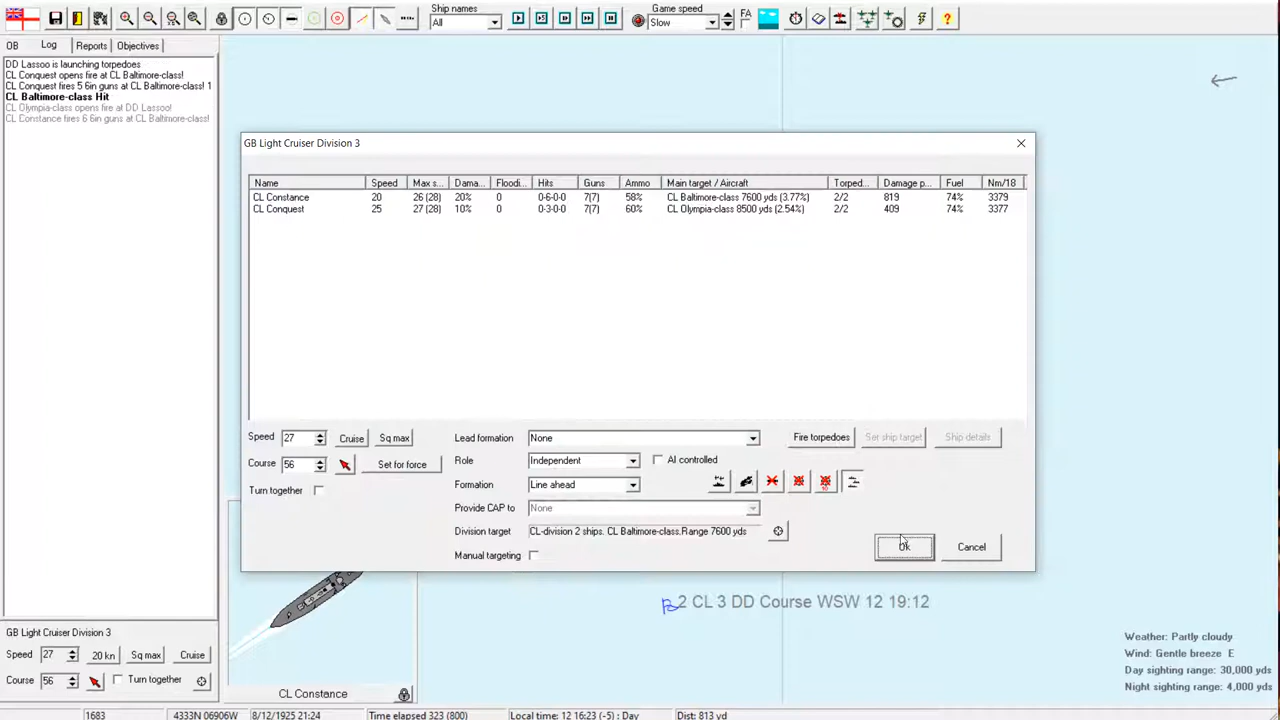 Ship names
All
Game speed
Slow
FA
OB Log Reports Objectives
DD Lassoo is launching torpedoes
CL Conquest opens fire at CL Baltimore-class!
CL Conquest fires 5 6in guns at CL Baltimore-class! 1
CL Baltimore-class Hit
CL Olympia-class opens fire at DD Lassoo!
CL Constance fires 6 6in guns at CL Baltimore-class!
GB Light Cruiser Division 3
Name Speed Max s... Dama... Floodi... Hits Guns Ammo Main target / Aircraft Torped... Damage p... Fuel Nm/18
CL Constance 20 26 (28) 20% 0 0-6-0-0 7(7) 58% CL Baltimore-class 7600 yds (3.77%) 2/2 819 74% 3379
CL Conquest 25 27 (28) 10% 0 0-3-0-0 7(7) 60% CL Olympia-class 8500 yds (2.54%) 2/2 409 74% 3377
Speed 27 Cruise Sq max Lead formation None Fire torpedoes Set ship target Ship details
Course 56 Set for force Role Independent AI controlled
Turn together Formation Line ahead
Provide CAP to None
Division target CL-division 2 ships. CL Baltimore-class.Range 7600 yds
Manual targeting
Ok Cancel
2 CL 3 DD Course WSW 12 19:12
GB Light Cruiser Division 3
Speed 27 20 kn Sq max Cruise
Course 56 Turn together
CL Constance
Weather: Partly cloudy
Wind: Gentle breeze E
Day sighting range: 30,000 yds
Night sighting range: 4,000 yds
1683 4333N 06906W 8/12/1925 21:24 Time elapsed 323 (800) Local time: 12 16:23 (-5) : Day Dist: 813 yd